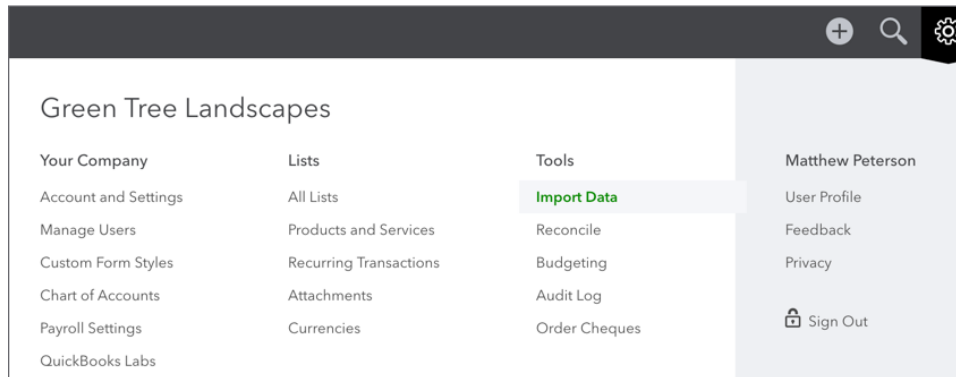 Green Tree Landscapes
Your Company
Account and Settings
Manage Users
Custom Form Styles
Chart of Accounts
Payroll Settings
QuickBooks Labs
Lists
All Lists
Products and Services
Recurring Transactions
Attachments
Currencies
Tools
Import Data
Reconcile
Budgeting
Audit Log
Order Cheques
Matthew Peterson
User Profile
Feedback
Privacy
Sign Out